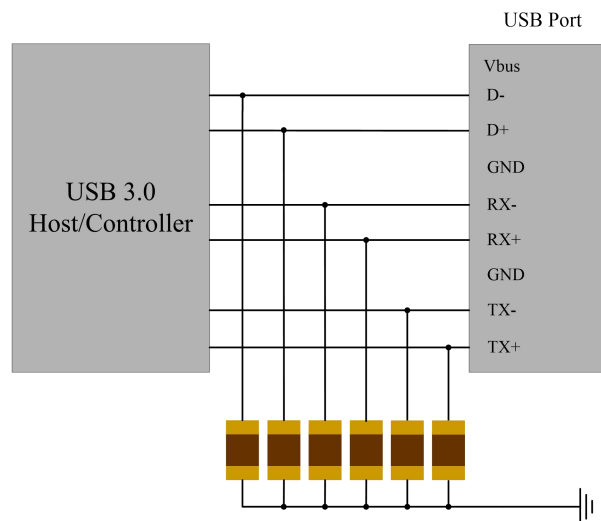 USB Port
USB 3.0
Host/Controller
Vbus
D-
D+
GND
RX-
RX+
GND
TX-
TX+